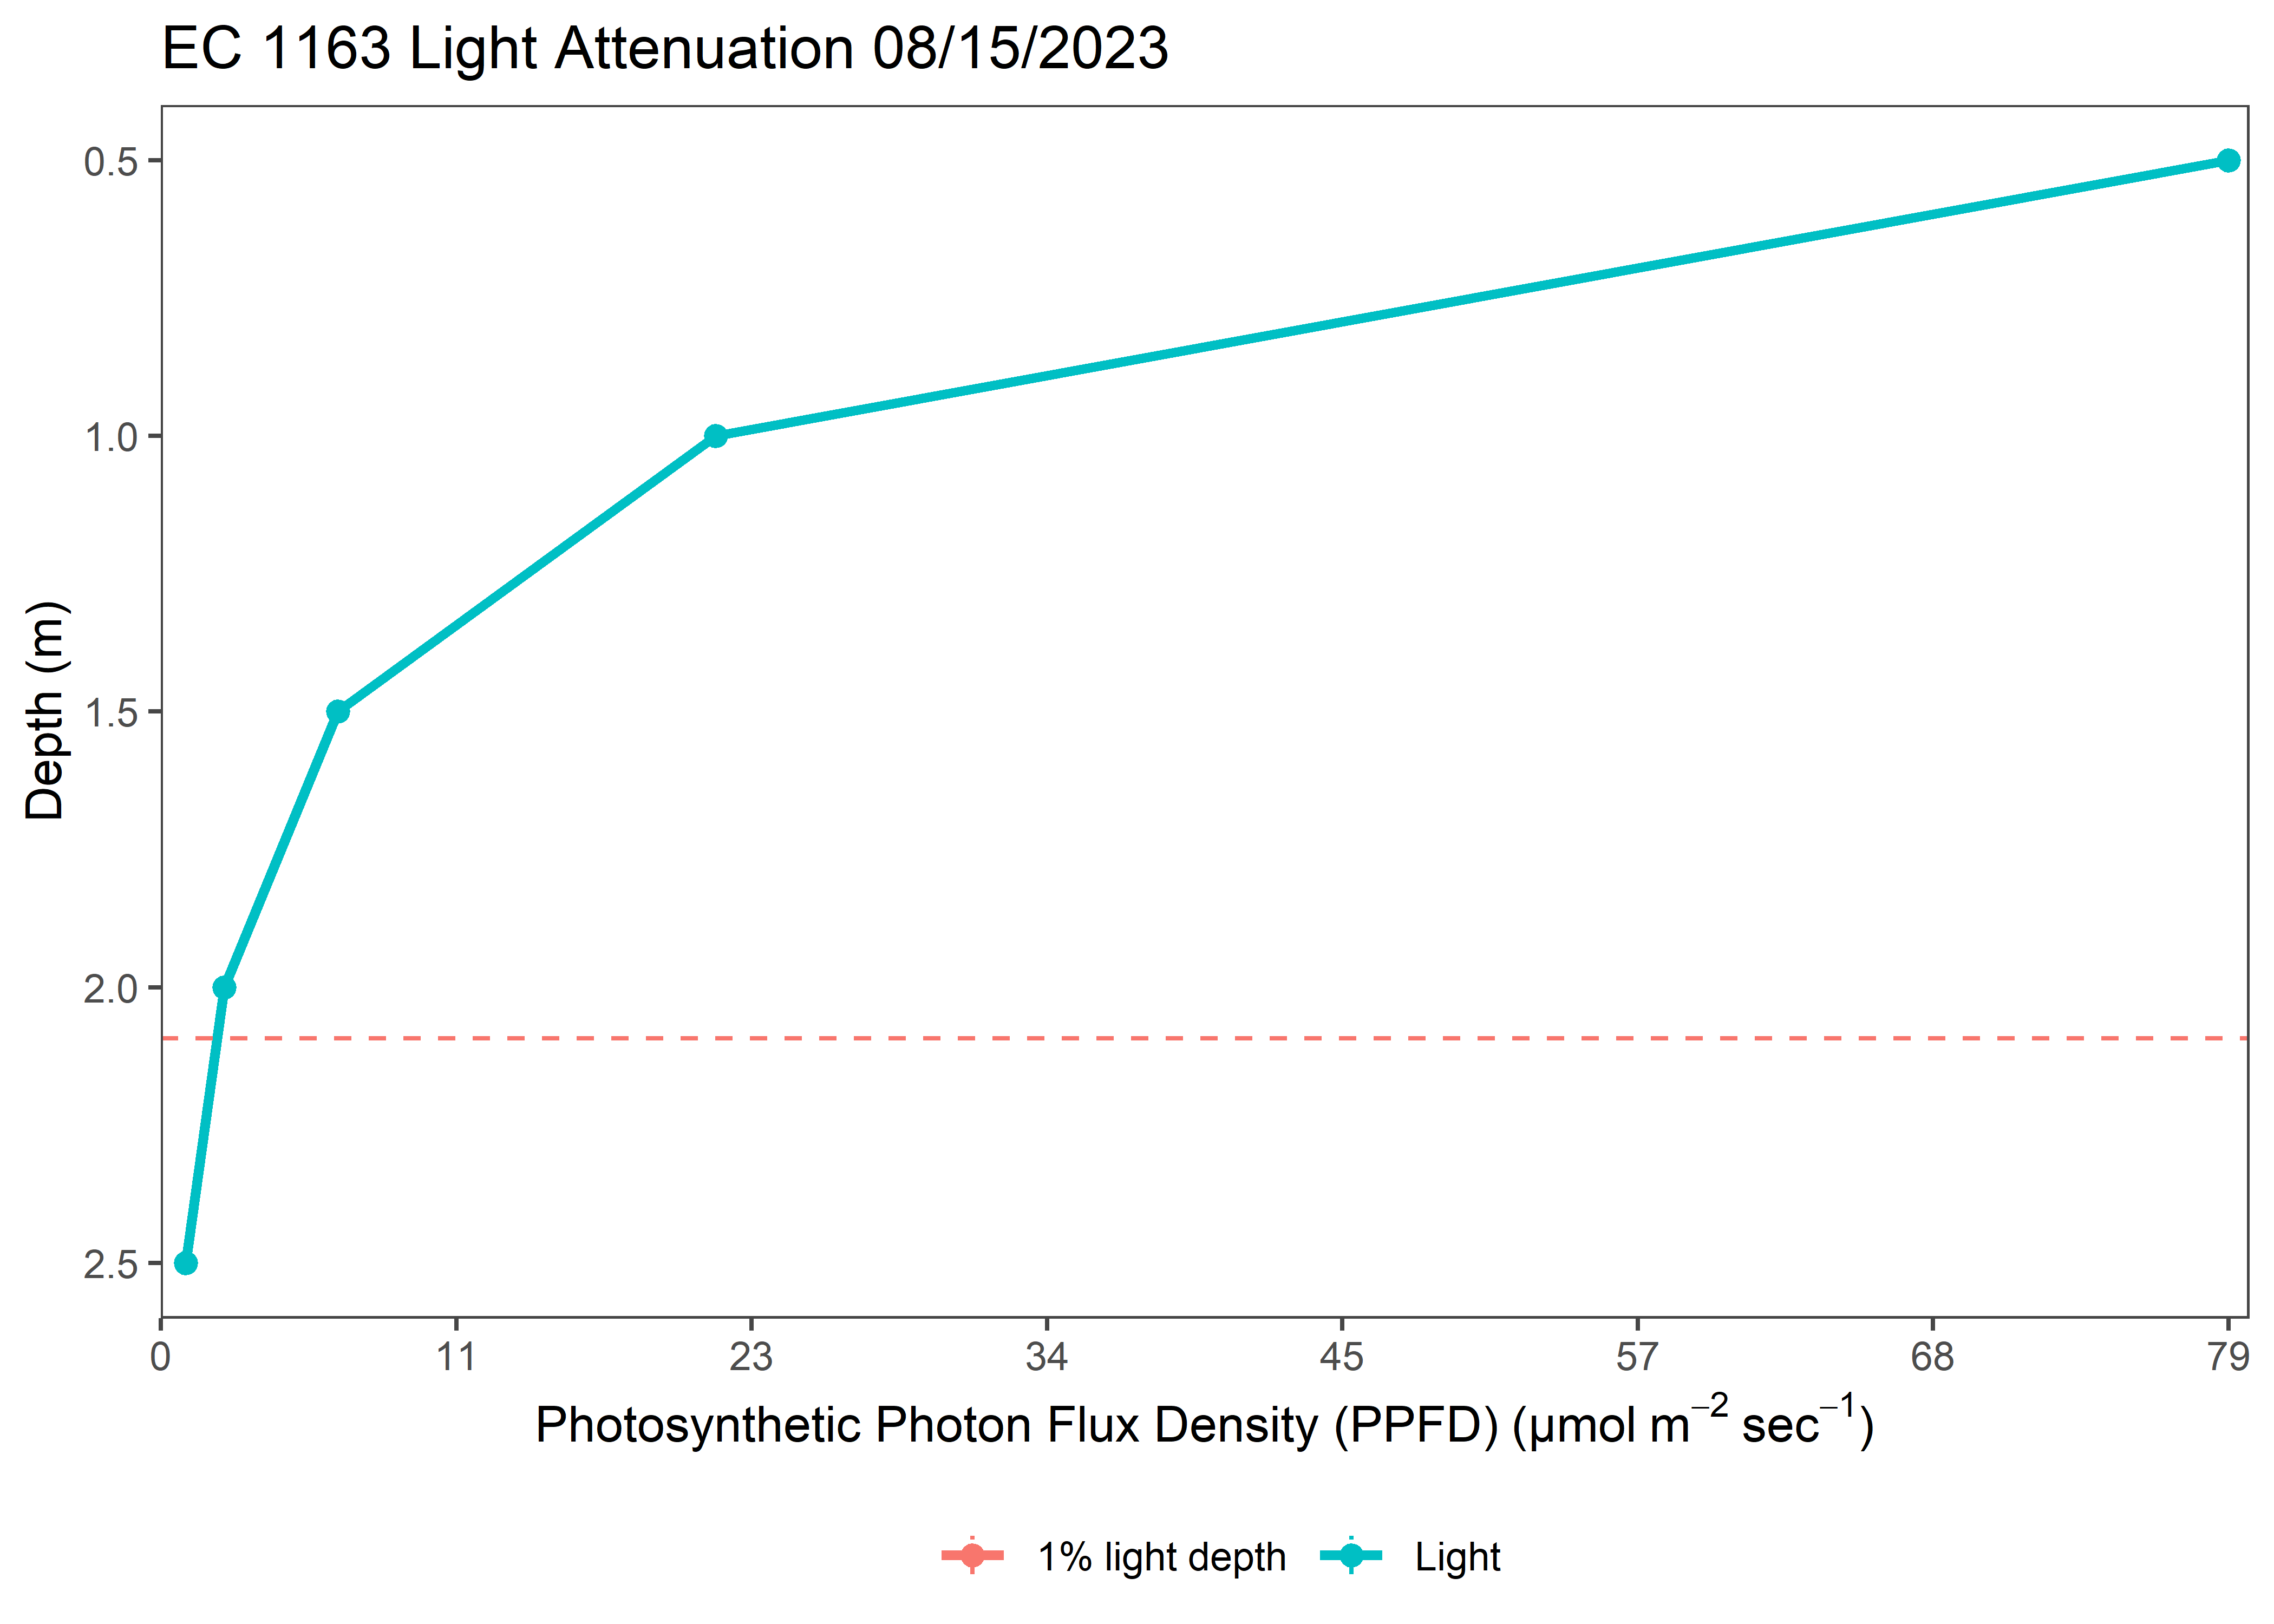 EC 1163 Light Attenuation 08/15/2023
0.5
1.0
1.5
2.0
2.5
Depth (m)
0 11 23 34 45 57 68 79
Photosynthetic Photon Flux Density (PPFD) (µmol m⁻² sec⁻¹)
1% light depth Light